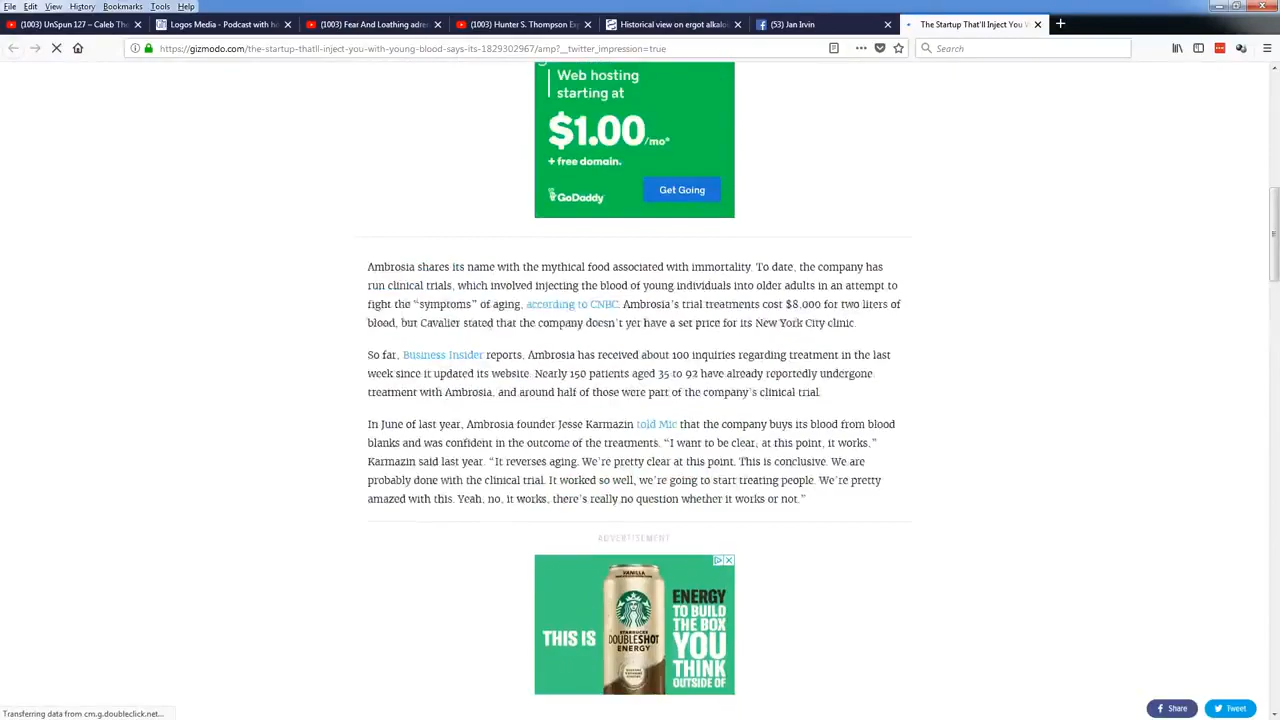 File Edit View History Bookmarks Tools Help
(1003) UnSpun 127 – Caleb Tho
Logos Media - Podcast with ho
(1003) Fear And Loathing adren
(1003) Hunter S. Thompson Exp
Historical view on ergot alkaloi
(53) Jan Irvin
The Startup That'll Inject You W
https://gizmodo.com/the-startup-thatll-inject-you-with-young-blood-says-its-1829302967/amp?__twitter_impression=true
Search
Web hosting
starting at
$1.00/mo*
+ free domain.
GoDaddy
Get Going
Ambrosia shares its name with the mythical food associated with immortality. To date, the company has
run clinical trials, which involved injecting the blood of young individuals into older adults in an attempt to
fight the “symptoms” of aging, according to CNBC. Ambrosia’s trial treatments cost $8,000 for two liters of
blood, but Cavalier stated that the company doesn’t yer have a set price for its New York City clinic.
So far, Business Insider reports, Ambrosia has received about 100 inquiries regarding treatment in the last
week since it updated its website. Nearly 150 patients aged 35 to 92 have already reportedly undergone
treatment with Ambrosia, and around half of those were part of the company’s clinical trial.
In June of last year, Ambrosia founder Jesse Karmazin told Mic that the company buys its blood from blood
blanks and was confident in the outcome of the treatments. “I want to be clear, at this point, it works,”
Karmazin said last year. “It reverses aging. We’re pretty clear at this point. This is conclusive. We are
probably done with the clinical trial. It worked so well, we’re going to start treating people. We’re pretty
amazed with this. Yeah, no, it works, there’s really no question whether it works or not.”
ADVERTISEMENT
THIS IS
VANILLA
STARBUCKS
DOUBLESHOT
ENERGY
ENERGY
TO BUILD
THE BOX
YOU
THINK
OUTSIDE OF
Share
Tweet
Transferring data from cm.g.doubleclick.net...